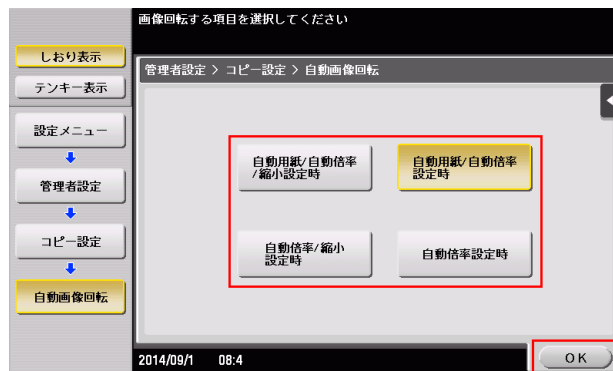 画像回転する項目を選択してください
しおり表示
テンキー表示
設定メニュー
管理者設定
コピー設定
自動画像回転
管理者設定 > コピー設定 > 自動画像回転
自動用紙/自動倍率
/縮小設定時
自動用紙/自動倍率
設定時
自動倍率/縮小
設定時
自動倍率設定時
2014/09/1 08:4
OK